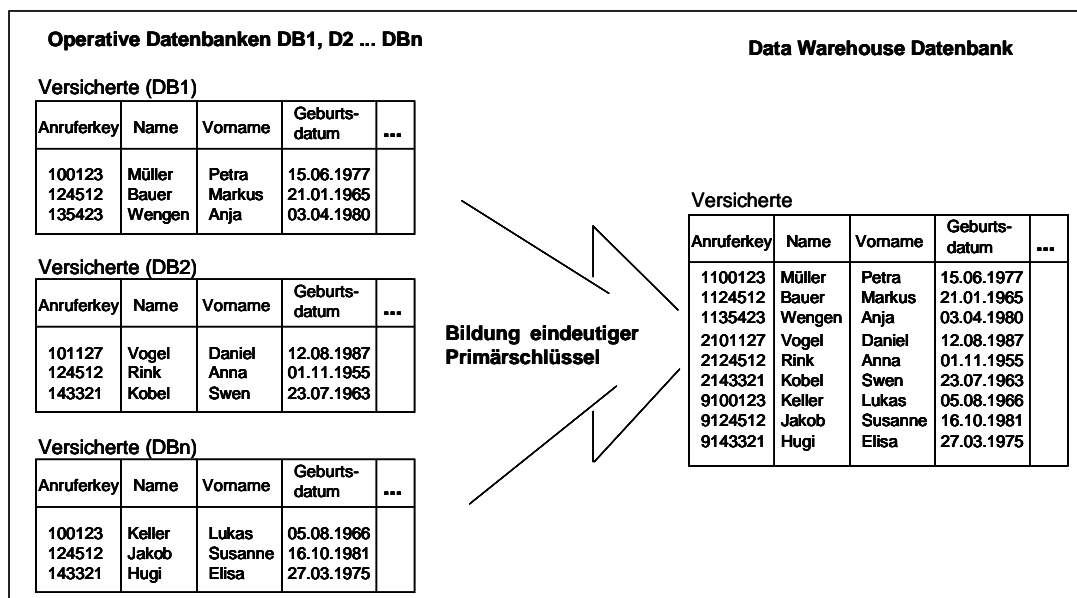 Operative Datenbanken DB1, D2 ... DBn
Versicherte (DB1)
Anruferkey Name Vorname Geburts-
datum ...
100123 Müller Petra 15.06.1977
124512 Bauer Markus 21.01.1965
135423 Wengen Anja 03.04.1980
Versicherte (DB2)
Anruferkey Name Vorname Geburts-
datum ...
101127 Vogel Daniel 12.08.1987
124512 Rink Anna 01.11.1955
143321 Kobel Swen 23.07.1963
Versicherte (DBn)
Anruferkey Name Vorname Geburts-
datum ...
100123 Keller Lukas 05.08.1966
124512 Jakob Susanne 16.10.1981
143321 Hugi Elisa 27.03.1975
Bildung eindeutiger
Primärschlüssel
Data Warehouse Datenbank
Versicherte
Anruferkey Name Vorname Geburts-
datum ...
1100123 Müller Petra 15.06.1977
1124512 Bauer Markus 21.01.1965
1135423 Wengen Anja 03.04.1980
2101127 Vogel Daniel 12.08.1987
2124512 Rink Anna 01.11.1955
2143321 Kobel Swen 23.07.1963
9100123 Keller Lukas 05.08.1966
9124512 Jakob Susanne 16.10.1981
9143321 Hugi Elisa 27.03.1975